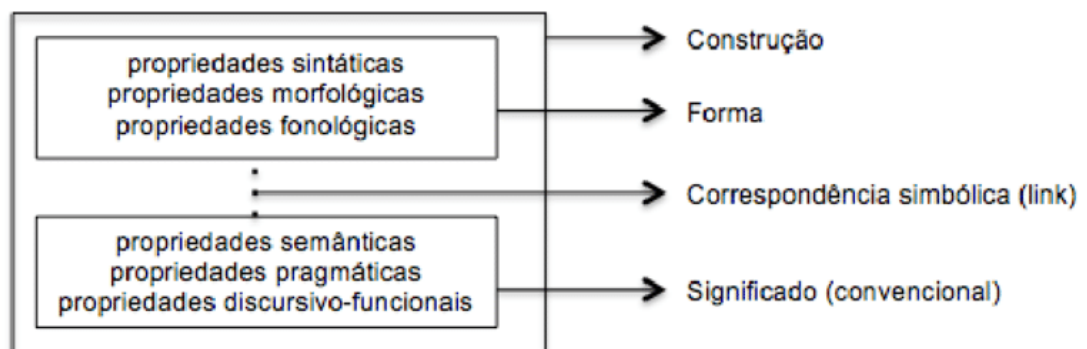 propriedades sintáticas
propriedades morfológicas
propriedades fonológicas
propriedades semânticas
propriedades pragmáticas
propriedades discursivo-funcionais
Construção
Forma
Correspondência simbólica (link)
Significado (convencional)